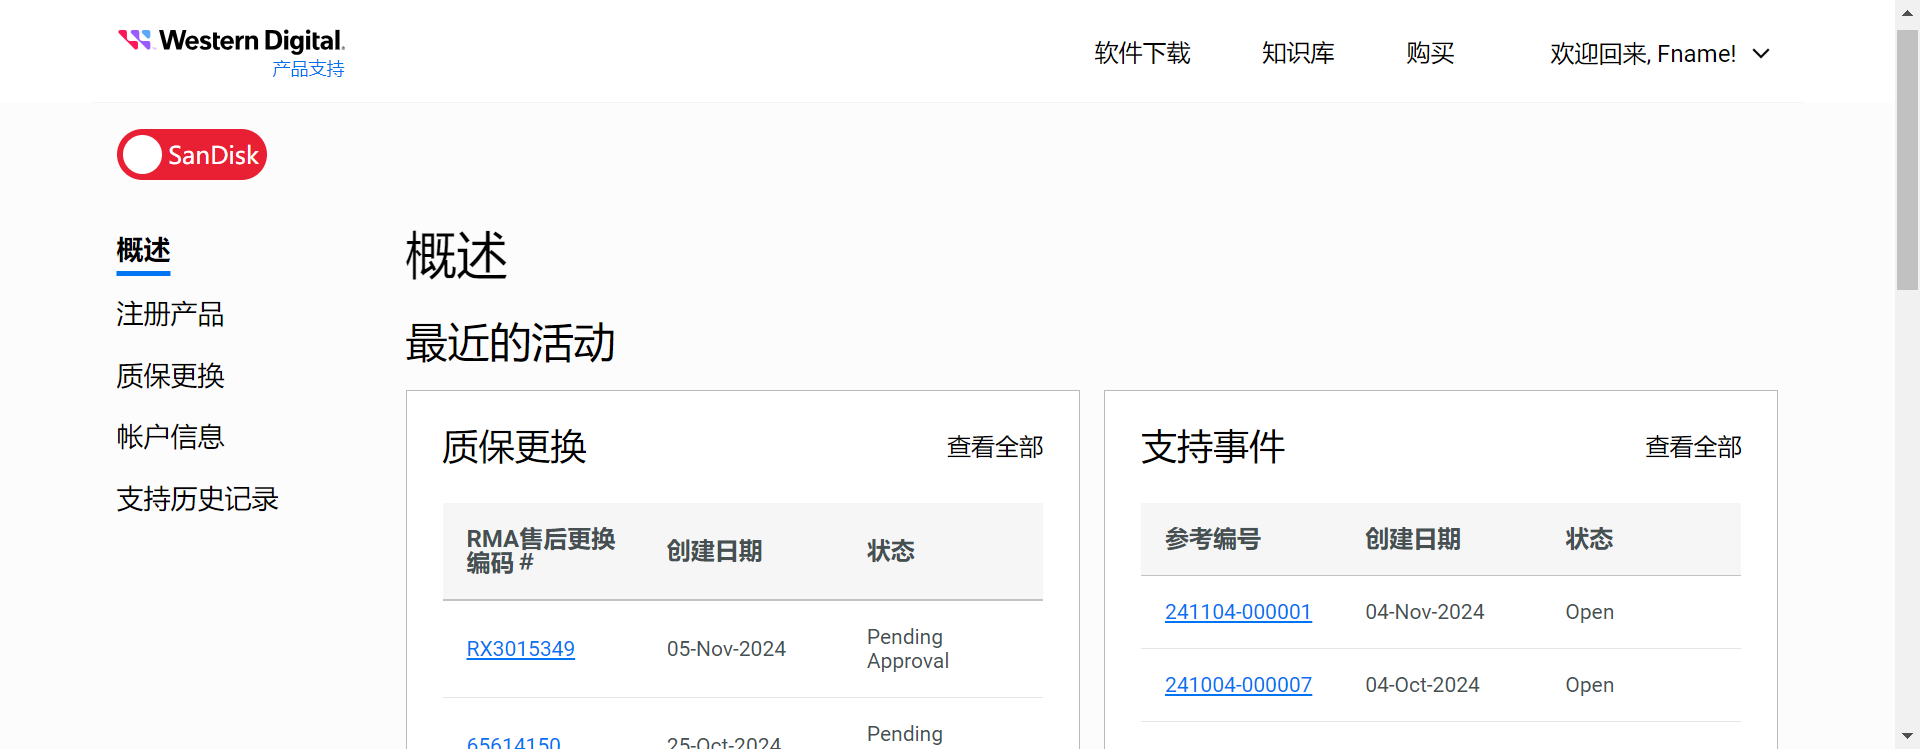 Western Digital.
产品支持
软件下载
知识库
购买
欢迎回来, Fname!
SanDisk
概述
注册产品
质保更换
帐户信息
支持历史记录
概述
最近的活动
质保更换
查看全部
RMA售后更换
编码 #
创建日期
状态
RX3015349
05-Nov-2024
Pending
Approval
65614150
25-Oct-2024
Pending
支持事件
查看全部
参考编号
创建日期
状态
241104-000001
04-Nov-2024
Open
241004-000007
04-Oct-2024
Open